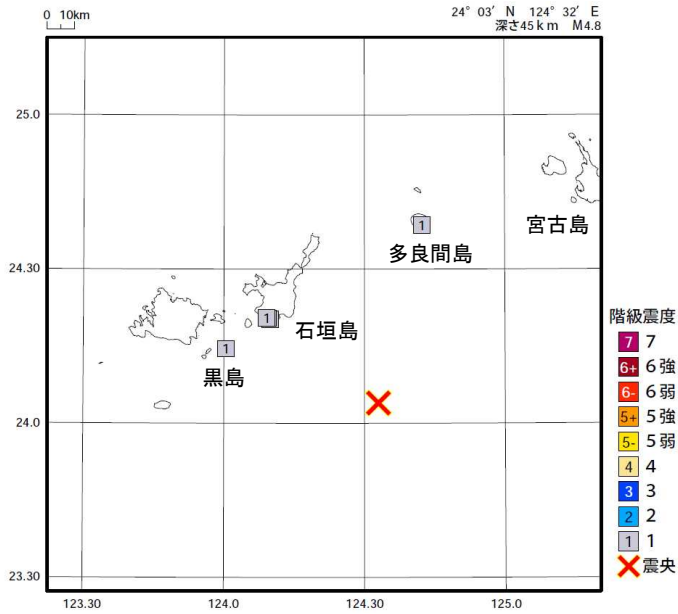 0 10km
24° 03′ N 124° 32′ E
深さ45km M4.8
25.0
宮古島
1
多良間島
24.30
1
石垣島
1
黒島
24.0
23.30
123.30 124.0 124.30 125.0
階級震度
7 7
6+ 6強
6- 6弱
5+ 5強
5- 5弱
4 4
3 3
2 2
1 1
震央